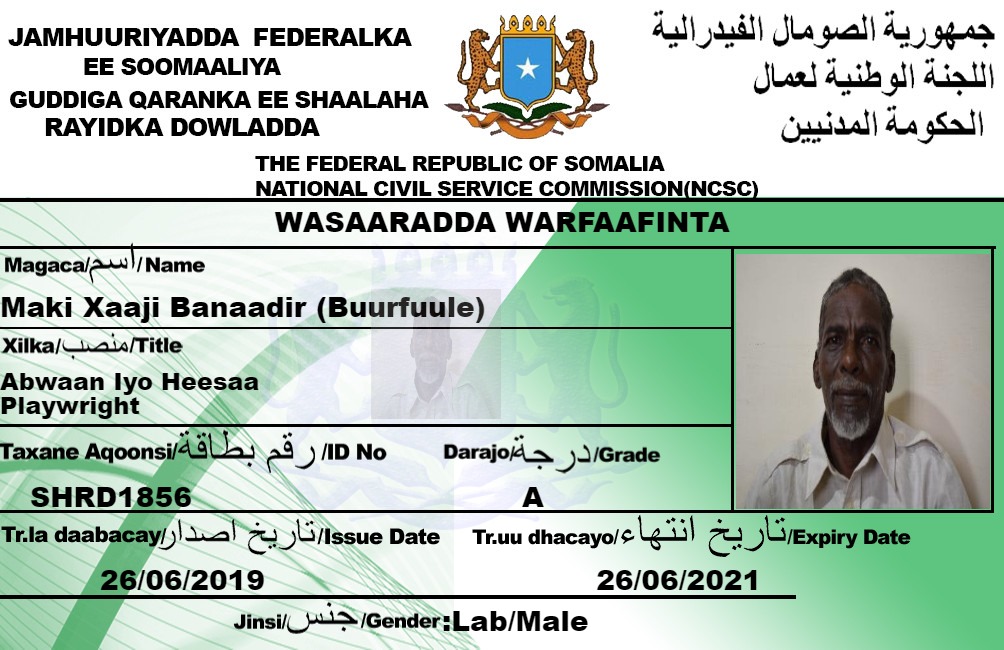 JAMHUURIYADDA FEDERALKA
EE SOOMAALIYA
GUDDIGA QARANKA EE SHAALAHA
RAYIDKA DOWLADDA
جمهورية الصومال الفيدرالية
اللجنة الوطنية لعمال
الحكومة المدنيين
THE FEDERAL REPUBLIC OF SOMALIA
NATIONAL CIVIL SERVICE COMMISSION(NCSC)
WASAARADDA WARFAAFINTA
Magaca/أسم/Name
Maki Xaaji Banaadir (Buurfuule)
Xilka/منصب/Title
Abwaan Iyo Heesaa
Playwright
Taxane Aqoonsi/رقم بطاقة/ID No
Darajo/درجة/Grade
SHRD1856
A
Tr.la daabacay/تاريخ اصدار/Issue Date
Tr.uu dhacayo/تاريخ انتهاء/Expiry Date
26/06/2019
26/06/2021
Jinsi/جنس/Gender:Lab/Male